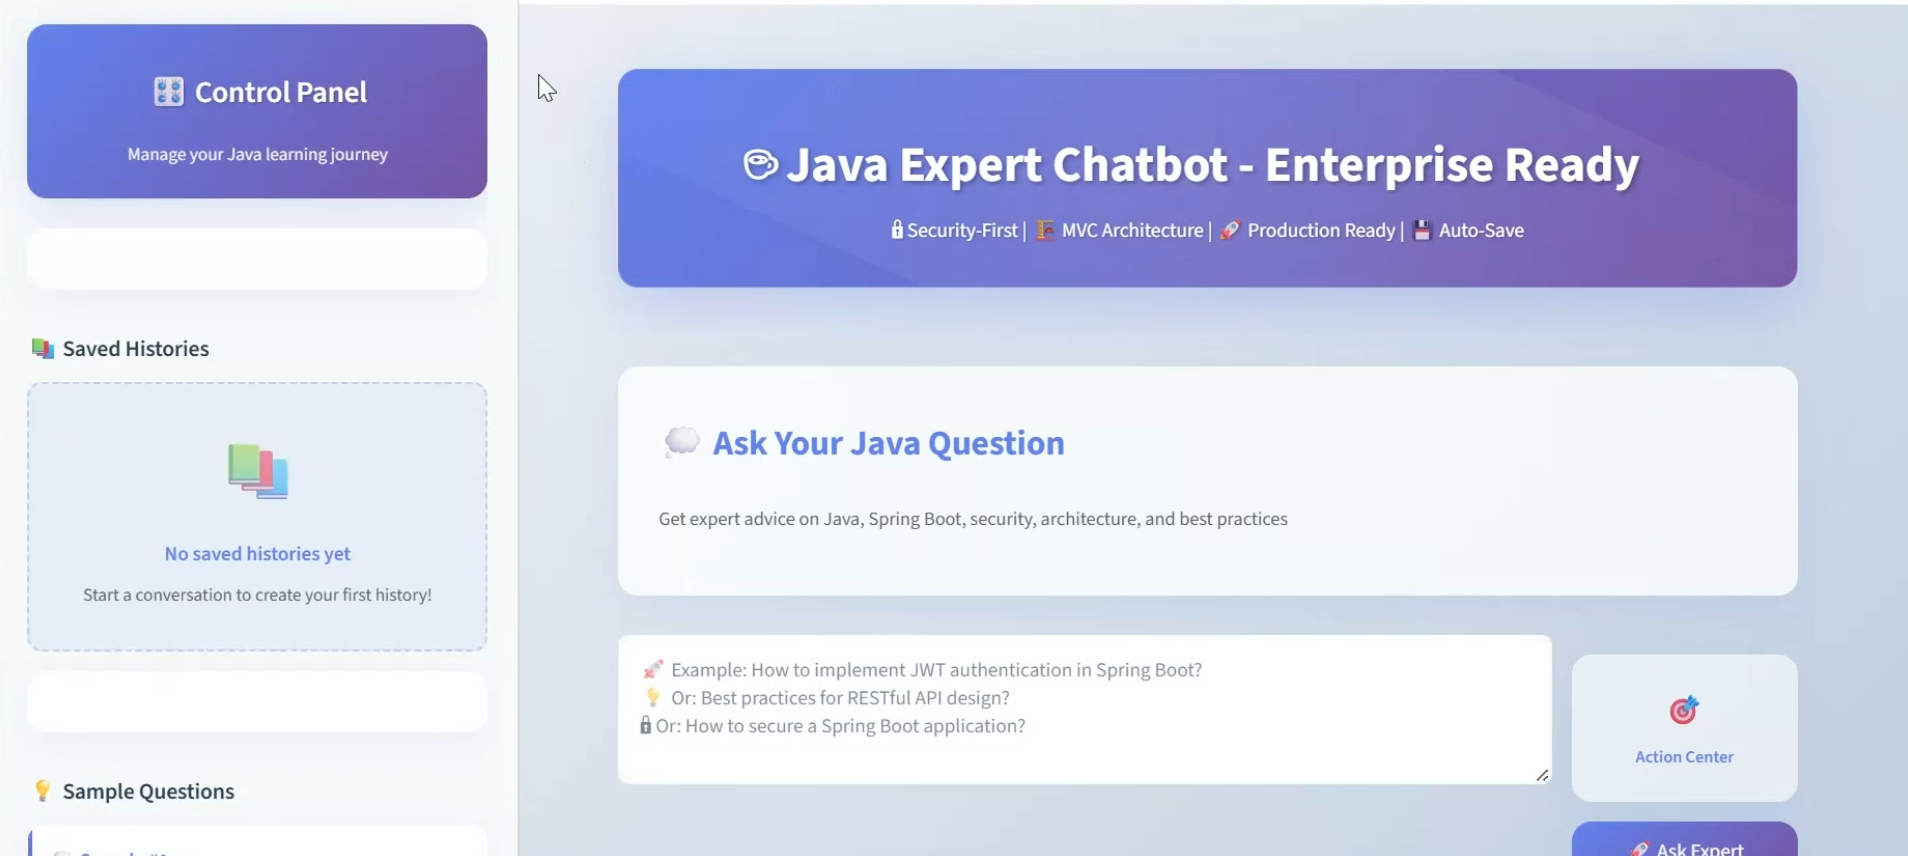 Control Panel
Manage your Java learning journey
Saved Histories
No saved histories yet
Start a conversation to create your first history!
Sample Questions
Java Expert Chatbot - Enterprise Ready
Security-First | MVC Architecture | Production Ready | Auto-Save
Ask Your Java Question
Get expert advice on Java, Spring Boot, security, architecture, and best practices
Example: How to implement JWT authentication in Spring Boot?
Or: Best practices for RESTful API design?
Or: How to secure a Spring Boot application?
Action Center
Ask Expert